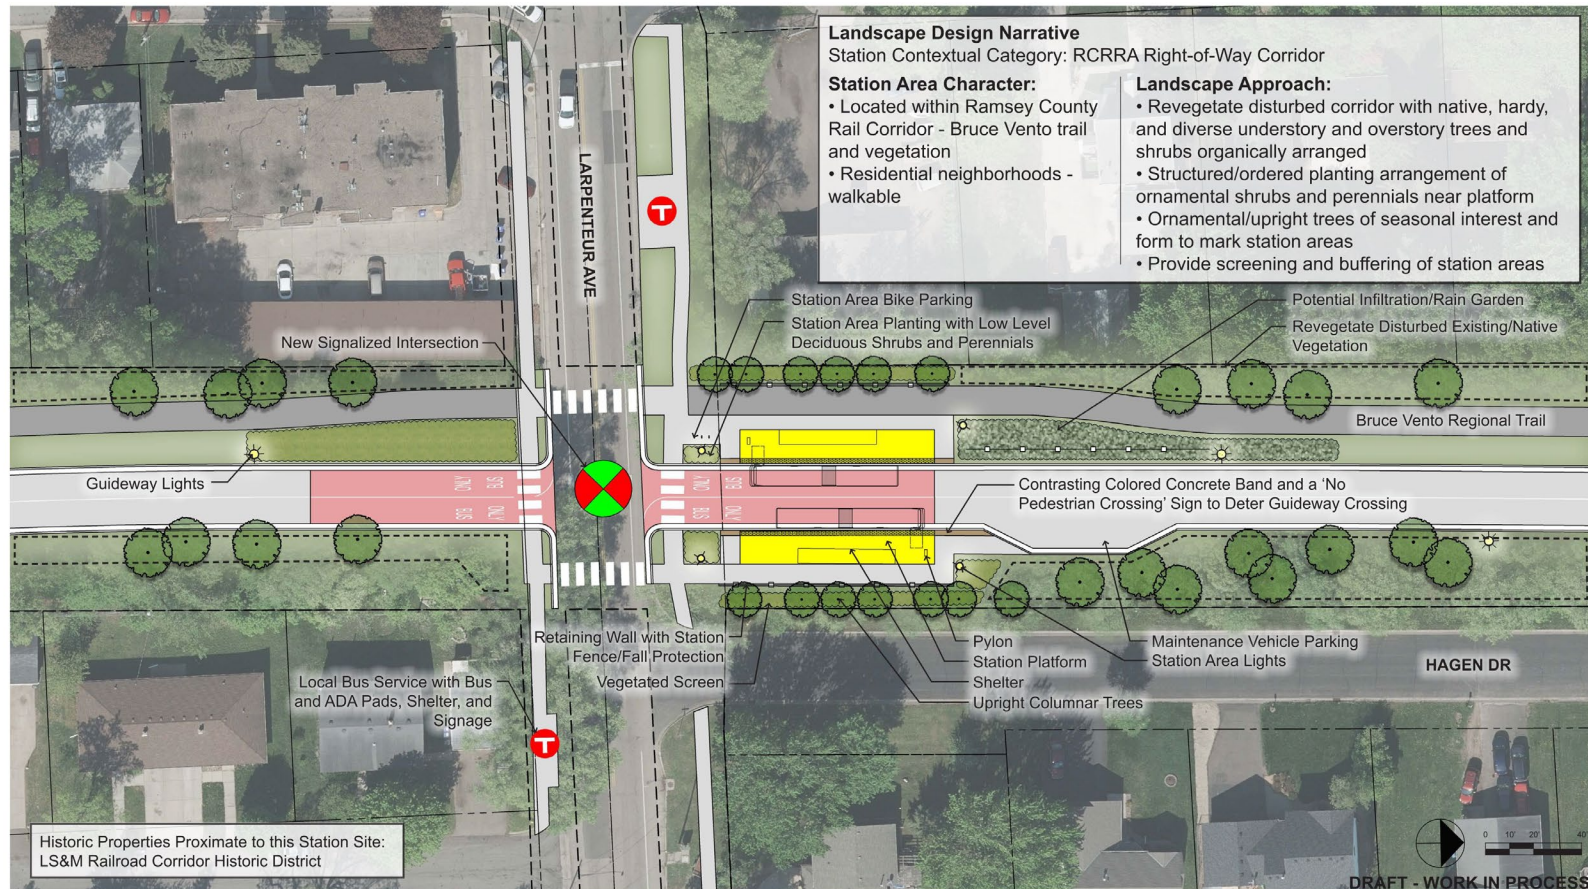 Landscape Design Narrative
Station Contextual Category: RCRRA Right-of-Way Corridor
Station Area Character:
• Located within Ramsey County
Rail Corridor - Bruce Vento trail
and vegetation
• Residential neighborhoods -
walkable
Landscape Approach:
• Revegetate disturbed corridor with native, hardy,
and diverse understory and overstory trees and
shrubs organically arranged
• Structured/ordered planting arrangement of
ornamental shrubs and perennials near platform
• Ornamental/upright trees of seasonal interest and
form to mark station areas
• Provide screening and buffering of station areas
LARPENTEUR AVE
T
Station Area Bike Parking
Station Area Planting with Low Level
Deciduous Shrubs and Perennials
Potential Infiltration/Rain Garden
Revegetate Disturbed Existing/Native
Vegetation
New Signalized Intersection
Bruce Vento Regional Trail
Guideway Lights
ONLY
BUS
ONLY
BUS
ONLY
BUS
ONLY
BUS
Contrasting Colored Concrete Band and a ‘No
Pedestrian Crossing’ Sign to Deter Guideway Crossing
Retaining Wall with Station
Fence/Fall Protection
Vegetated Screen
Pylon
Station Platform
Shelter
Upright Columnar Trees
Maintenance Vehicle Parking
Station Area Lights
HAGEN DR
Local Bus Service with Bus
and ADA Pads, Shelter, and
Signage
T
Historic Properties Proximate to this Station Site:
LS&M Railroad Corridor Historic District
0 10' 20' 40'
DRAFT - WORK IN PROCESS